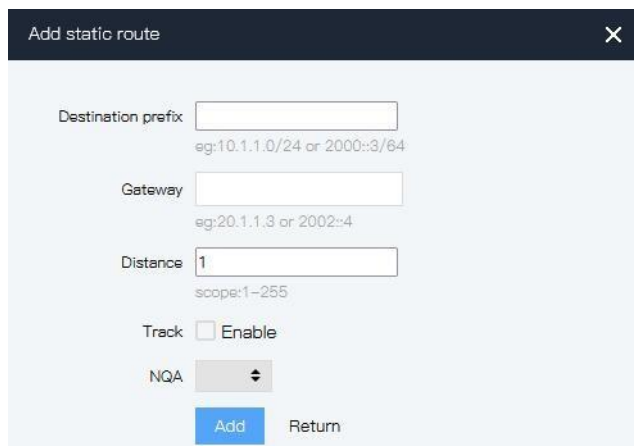 Add static route
Destination prefix
eg:10.1.1.0/24 or 2000::3/64
Gateway
eg:20.1.1.3 or 2002::4
Distance 1
scope:1-255
Track Enable
NQA
Add Return